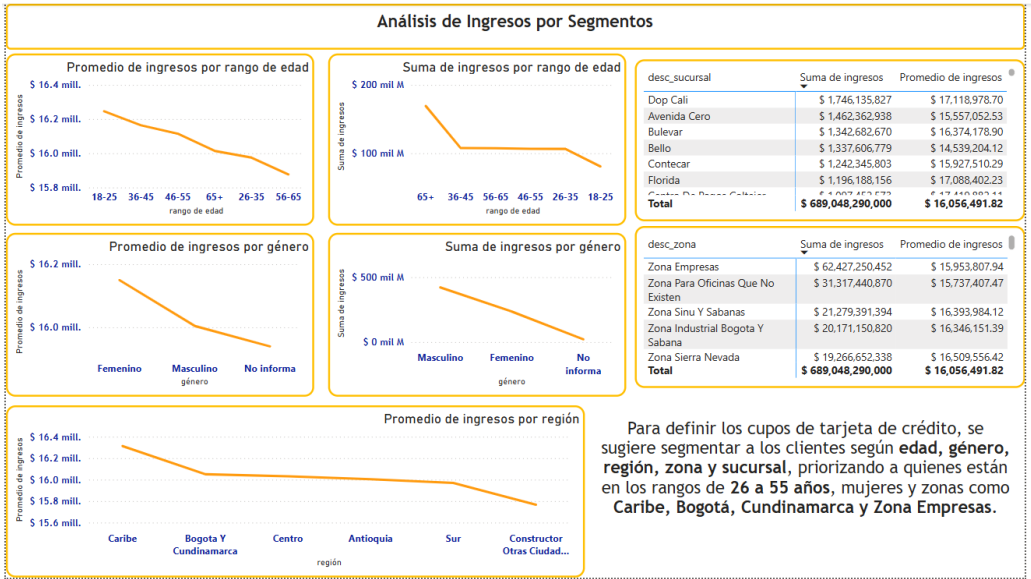 Análisis de Ingresos por Segmentos
Promedio de ingresos por rango de edad
Promedio de ingresos
$ 16.4 mill.
$ 16.2 mill.
$ 16.0 mill.
$ 15.8 mill.
18-25 36-45 46-55 65+ 26-35 56-65
rango de edad
Suma de ingresos por rango de edad
Suma de ingresos
$ 200 mil M
$ 100 mil M
65+ 36-45 56-65 46-55 26-35 18-25
rango de edad
desc_sucursal Suma de ingresos Promedio de ingresos
Dop Cali $ 1,746,135,827 $ 17,118,978.70
Avenida Cero $ 1,462,362,938 $ 15,557,052.53
Bulevar $ 1,342,682,670 $ 16,374,178.90
Bello $ 1,337,606,779 $ 14,539,204.12
Contecar $ 1,242,345,803 $ 15,927,510.29
Florida $ 1,196,188,156 $ 17,088,402.23
Total $ 689,048,290,000 $ 16,056,491.82
Promedio de ingresos por género
Promedio de ingresos
$ 16.2 mill.
$ 16.0 mill.
Femenino Masculino No informa
género
Suma de ingresos por género
Suma de ingresos
$ 500 mil M
$ 0 mil M
Masculino Femenino No
informa
género
desc_zona Suma de ingresos Promedio de ingresos
Zona Empresas $ 62,427,250,452 $ 15,953,807.94
Zona Para Oficinas Que No $ 31,317,440,870 $ 15,737,407.47
Existen
Zona Sinu Y Sabanas $ 21,279,391,394 $ 16,393,984.12
Zona Industrial Bogota Y $ 20,171,150,820 $ 16,346,151.39
Sabana
Zona Sierra Nevada $ 19,266,652,338 $ 16,509,556.42
Total $ 689,048,290,000 $ 16,056,491.82
Promedio de ingresos por región
Promedio de ingresos
$ 16.4 mill.
$ 16.2 mill.
$ 16.0 mill.
$ 15.8 mill.
$ 15.6 mill.
Caribe Bogota Y Centro Antioquia Sur Constructor
Cundinamarca Otras Ciudad...
región
Para definir los cupos de tarjeta de crédito, se
sugiere segmentar a los clientes según edad, género,
región, zona y sucursal, priorizando a quienes están
en los rangos de 26 a 55 años, mujeres y zonas como
Caribe, Bogotá, Cundinamarca y Zona Empresas.